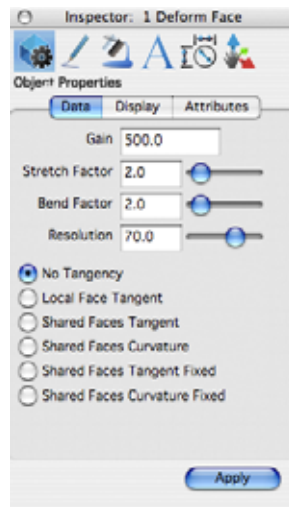 Inspector: 1 Deform Face
Object Properties
Data Display Attributes
Gain 500.0
Stretch Factor 2.0
Bend Factor 2.0
Resolution 70.0
No Tangency
Local Face Tangent
Shared Faces Tangent
Shared Faces Curvature
Shared Faces Tangent Fixed
Shared Faces Curvature Fixed
Apply